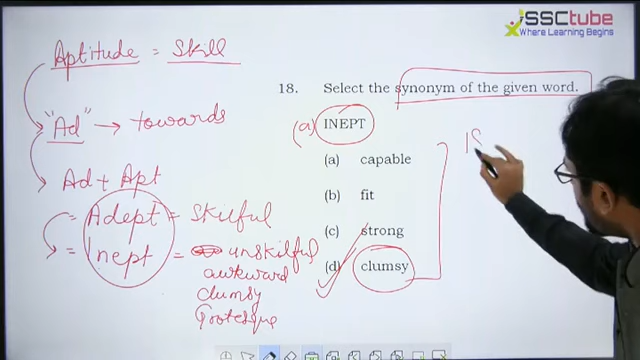 SSCtube
Where Learning Begins
Aptitude = Skill
"Ad" → towards
Ad + Apt
= Adept = Skilful
= Inept = unskilful
awkward
clumsy
Grotesque
18. Select the synonym of the given word.
(a) INEPT
(a) capable
(b) fit
(c) strong
(d) clumsy